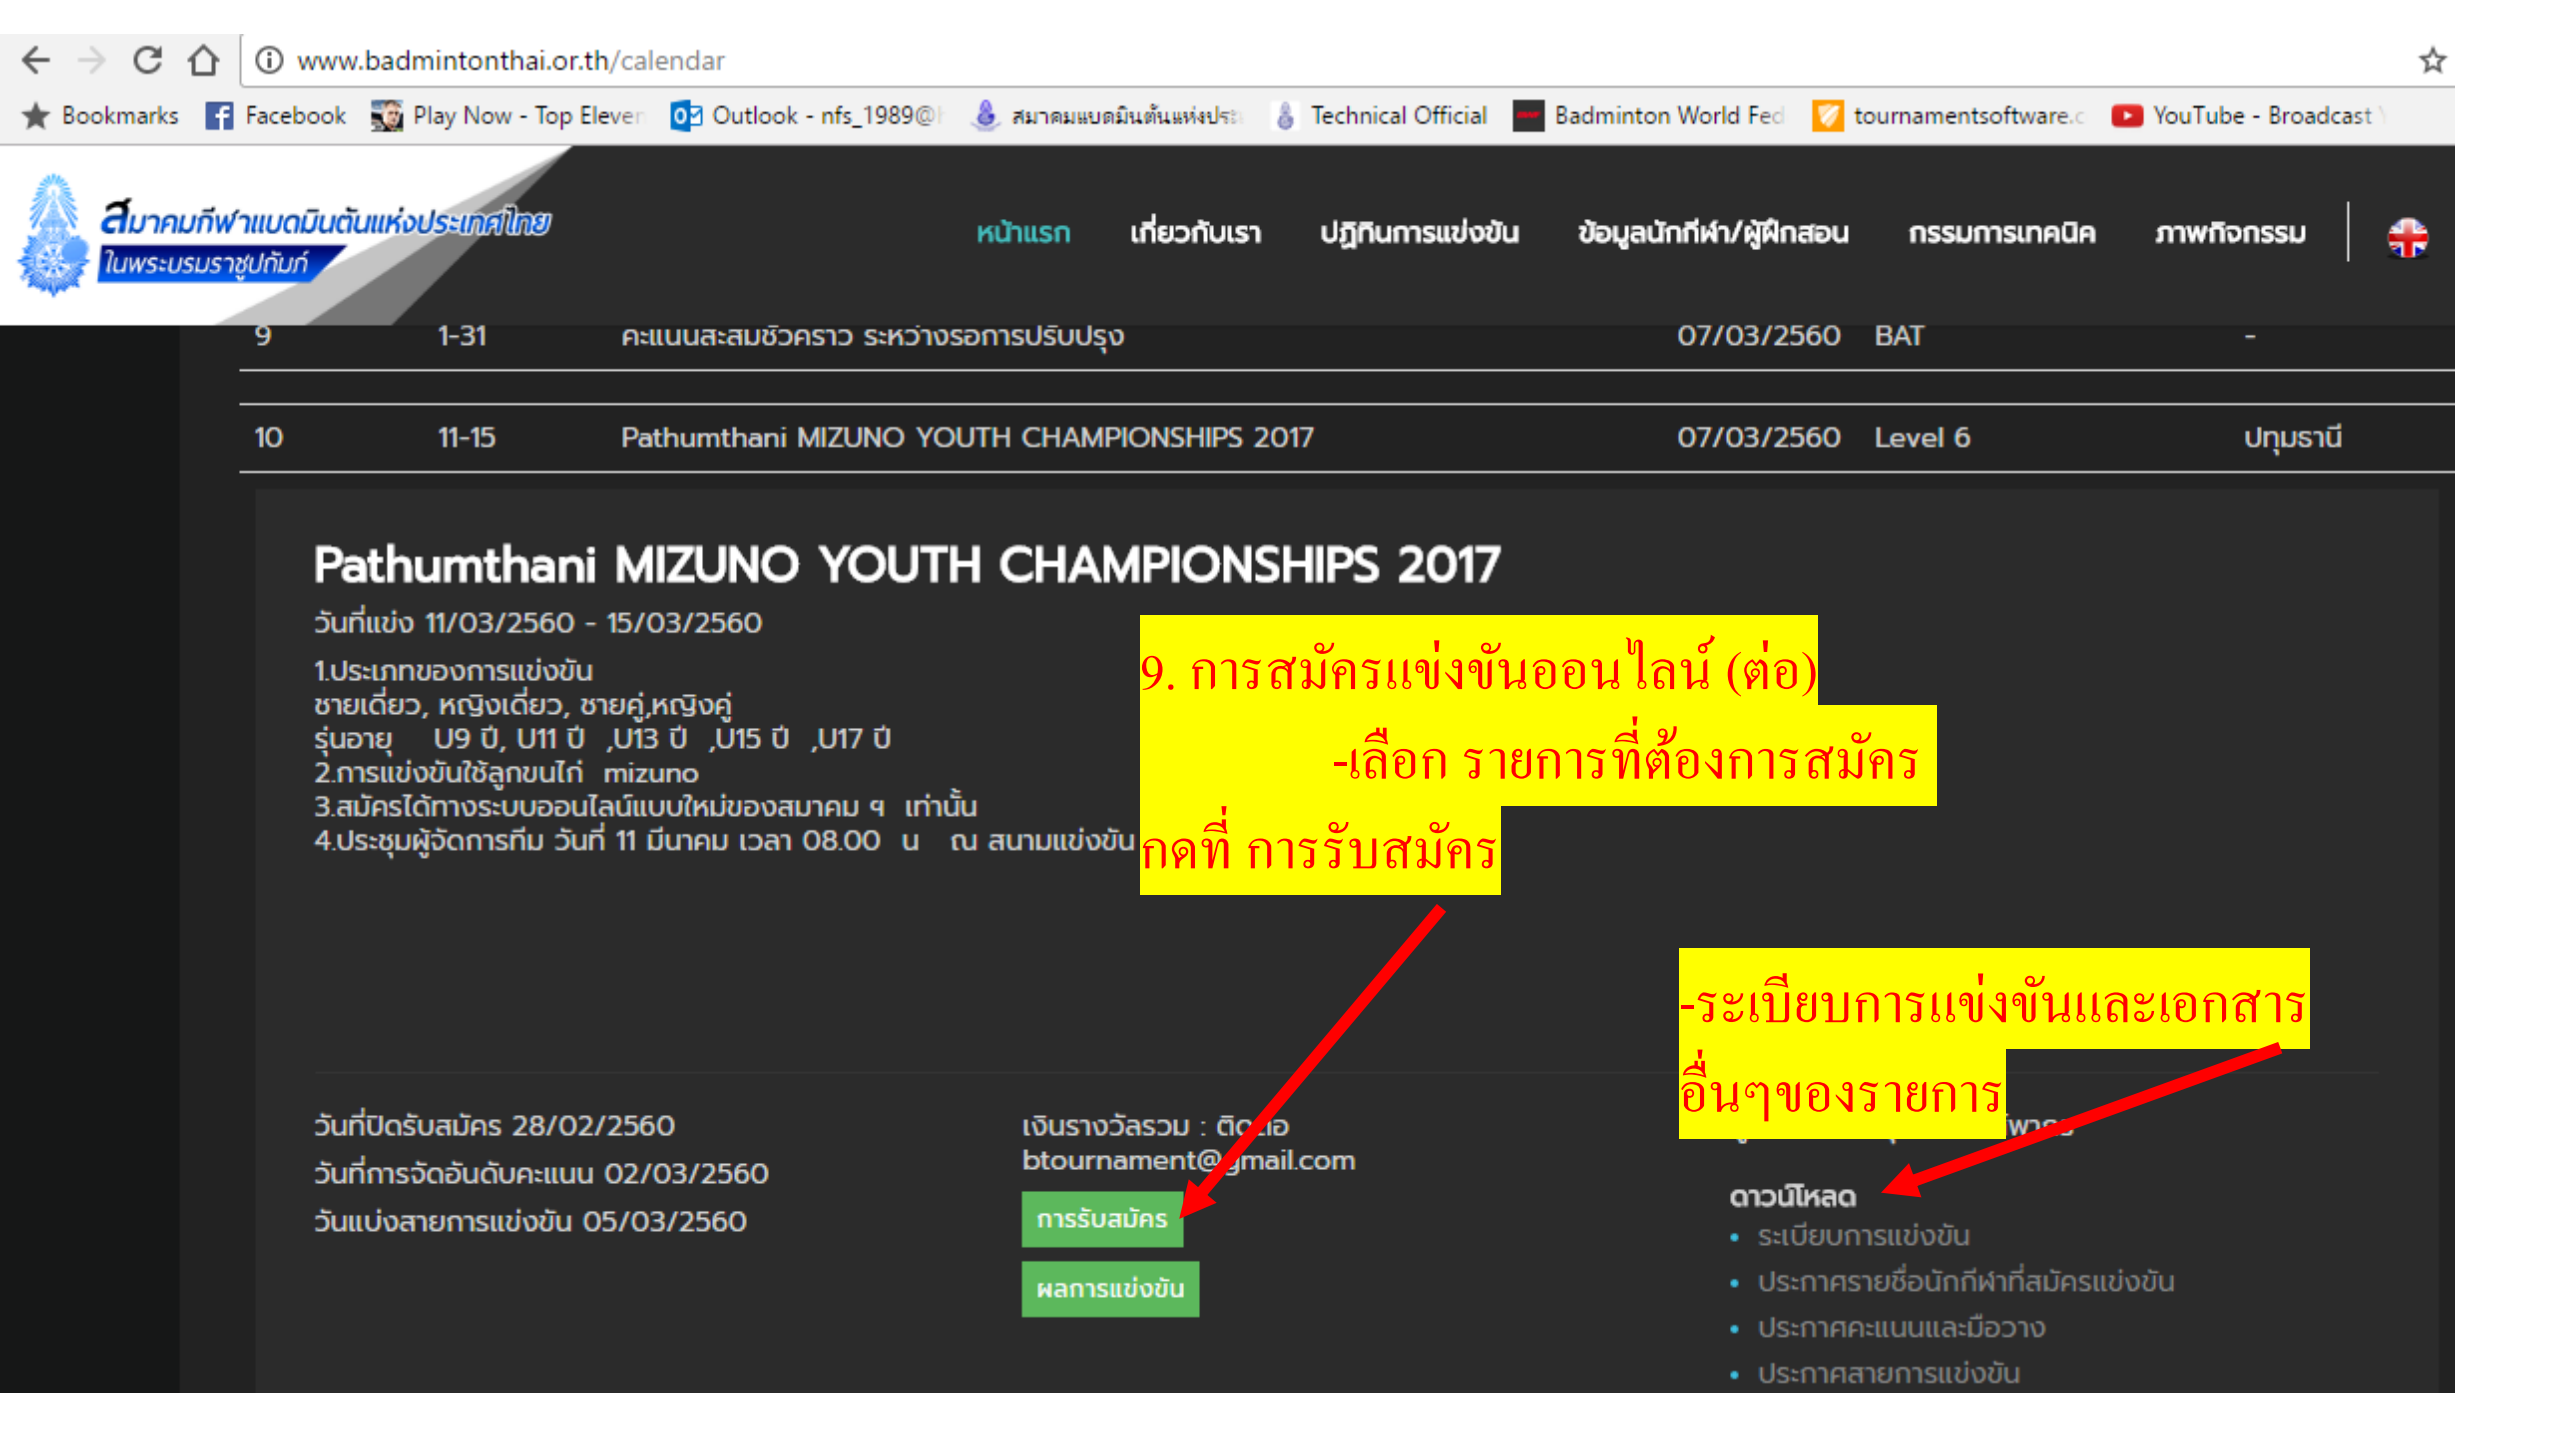 www.badmintonthai.or.th/calendar
Bookmarks Facebook Play Now - Top Eleven Outlook - nfs_1989@ สมาคมแบดมินตันแห่งประ Technical Official Badminton World Fed tournamentsoftware.c YouTube - Broadcast
สมาคมกีฬาแบดมินตันแห่งประเทศไทย
ในพระบรมราชูปถัมภ์
หน้าแรก เกี่ยวกับเรา ปฏิทินการแข่งขัน ข้อมูลนักกีฬา/ผู้ฝึกสอน กรรมการเทคนิค ภาพกิจกรรม
9 1-31 คะแนนสะสมชั่วคราว ระหว่างรอการปรับปรุง 07/03/2560 BAT -
10 11-15 Pathumthani MIZUNO YOUTH CHAMPIONSHIPS 2017 07/03/2560 Level 6 ปทุมธานี
Pathumthani MIZUNO YOUTH CHAMPIONSHIPS 2017
วันที่แข่ง 11/03/2560 - 15/03/2560
1.ประเภทของการแข่งขัน
ชายเดี่ยว, หญิงเดี่ยว, ชายคู่,หญิงคู่
รุ่นอายุ U9 ปี, U11 ปี ,U13 ปี ,U15 ปี ,U17 ปี
2.การแข่งขันใช้ลูกขนไก่ mizuno
3.สมัครได้ทางระบบออนไลน์แบบใหม่ของสมาคม ฯ เท่านั้น
4.ประชุมผู้จัดการทีม วันที่ 11 มีนาคม เวลา 08.00 น ณ สนามแข่งขัน
9. การสมัครแข่งขันออนไลน์ (ต่อ)
-เลือก รายการที่ต้องการสมัคร
กดที่ การรับสมัคร
-ระเบียบการแข่งขันและเอกสาร
อื่นๆของรายการ
วันที่ปิดรับสมัคร 28/02/2560
วันที่การจัดอันดับคะแนน 02/03/2560
วันแบ่งสายการแข่งขัน 05/03/2560
เงินรางวัลรวม : ติดต่อ
btournament@gmail.com
การรับสมัคร
ผลการแข่งขัน
ดาวน์โหลด
• ระเบียบการแข่งขัน
• ประกาศรายชื่อนักกีฬาที่สมัครแข่งขัน
• ประกาศคะแนนและมือวาง
• ประกาศสายการแข่งขัน